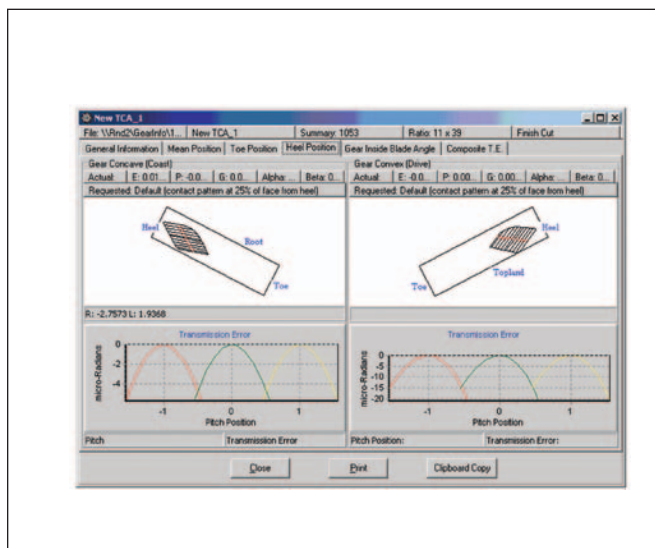 New TCA_1
File: \\Rnd2\GearInfo\1... New TCA_1 Summary: 1053 Ratio: 11 x 39 Finish Cut
General Information Mean Position Toe Position Heel Position Gear Inside Blade Angle Composite T.E.
Gear Concave (Coast) Gear Convex (Drive)
Actual: E: 0.01... P: -0.0... G: 0.0... Alpha: ... Beta: 0... Actual: E: -0.0... P: 0.00... G: 0.00... Alpha: ... Beta: 0...
Requested: Default (contact pattern at 25% of face from heel) Requested: Default (contact pattern at 25% of face from heel)
Heel Root Toe
Heel Topland Toe
R: -2.7573 L: 1.9368
Transmission Error Transmission Error
micro-Radians 0 -2 -4
-1 0 1
Pitch Position
micro-Radians 0 -5 -10 -15 -20
-1 0 1
Pitch Position
Pitch Transmission Error Pitch Position: Transmission Error:
Close Print Clipboard Copy